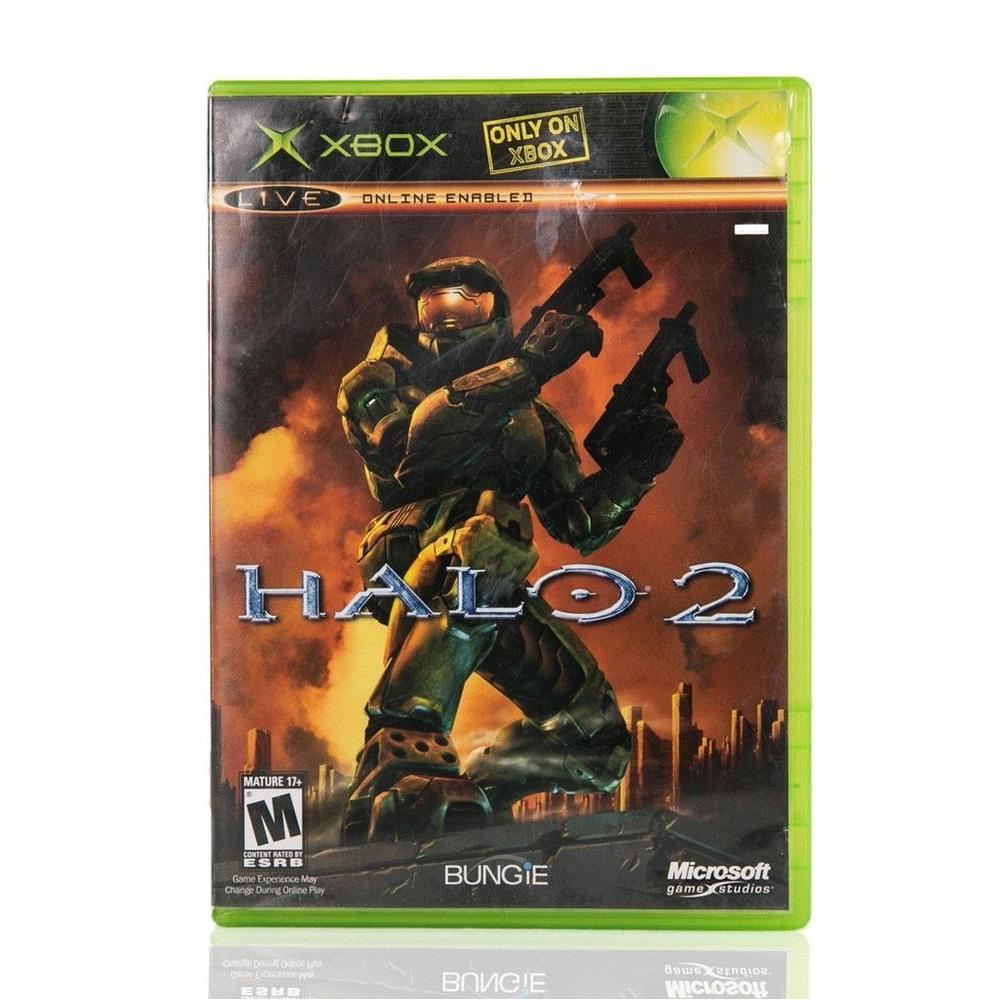 XBOX
ONLY ON
XBOX
LIVE ONLINE ENABLED
HALO 2
MATURE 17+
M
CONTENT RATED BY
ESRB
Game Experience May
Change During Online Play
BUNGiE
Microsoft
game studios